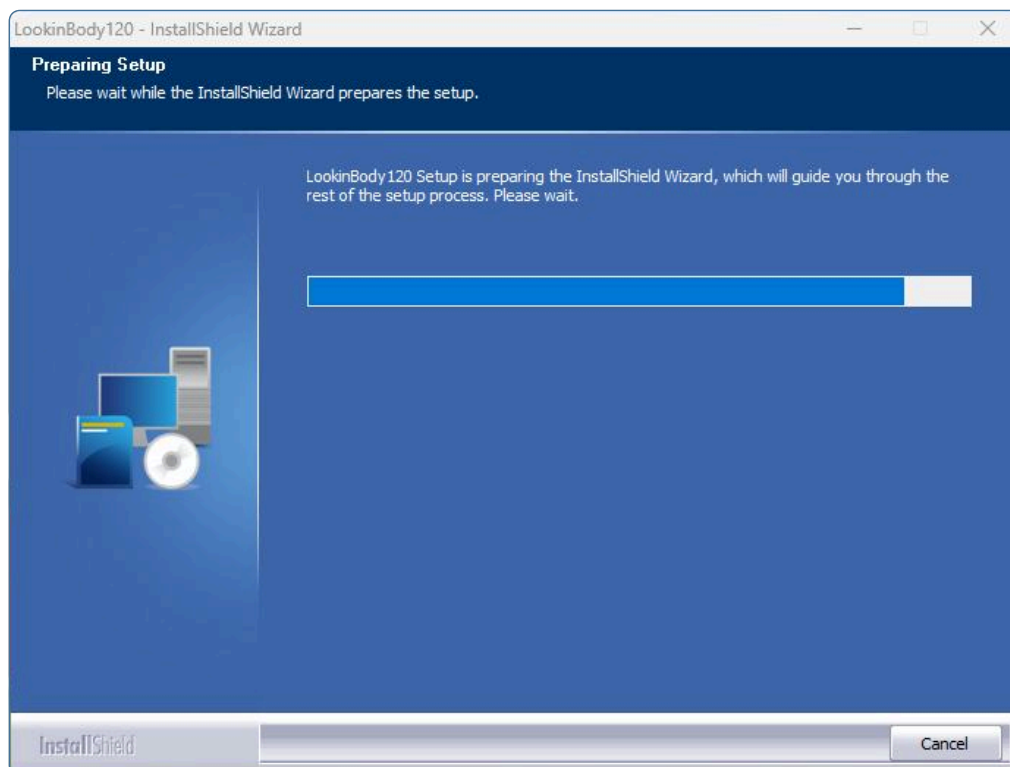 LookinBody120 - InstallShield Wizard
Preparing Setup
Please wait while the InstallShield Wizard prepares the setup.
LookinBody120 Setup is preparing the InstallShield Wizard, which will guide you through the
rest of the setup process. Please wait.
InstallShield
Cancel